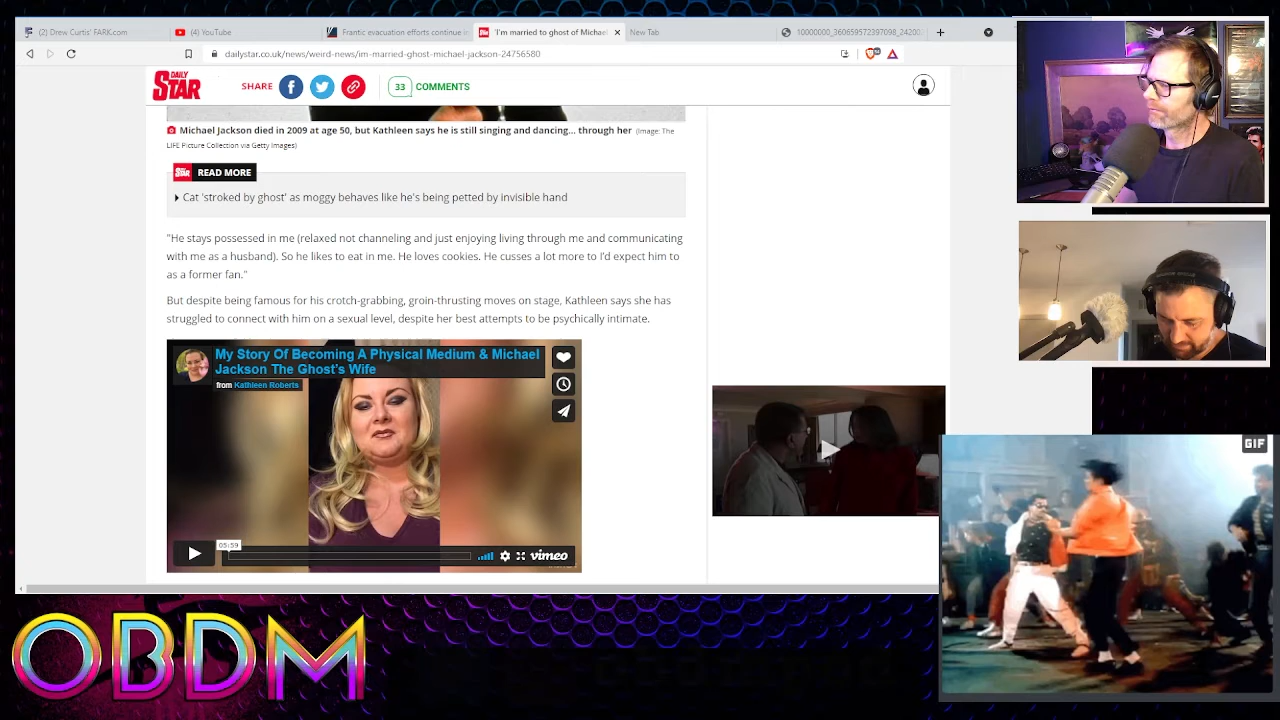 (1) Drew Curtis' FARK.com
(4) YouTube
Frantic evacuation efforts continue
'I'm married to ghost of Michael
New Tab
10000000_360659572397098_24200
dailystar.co.uk/news/weird-news/im-married-ghost-michael-jackson-24756580
DAILY
STAR
SHARE
33
COMMENTS
Michael Jackson died in 2009 at age 50, but Kathleen says he is still singing and dancing... through her (Image: The
LIFE Picture Collection via Getty Images)
READ MORE
Cat 'stroked by ghost' as moggy behaves like he's being petted by invisible hand
"He stays possessed in me (relaxed not channeling and just enjoying living through me and communicating
with me as a husband). So he likes to eat in me. He loves cookies. He cusses a lot more to I'd expect him to
as a former fan."
But despite being famous for his crotch-grabbing, groin-thrusting moves on stage, Kathleen says she has
struggled to connect with him on a sexual level, despite her best attempts to be psychically intimate.
My Story Of Becoming A Physical Medium & Michael
Jackson The Ghost's Wife
from Kathleen Roberts
05:59
vimeo
GIF
OBDM